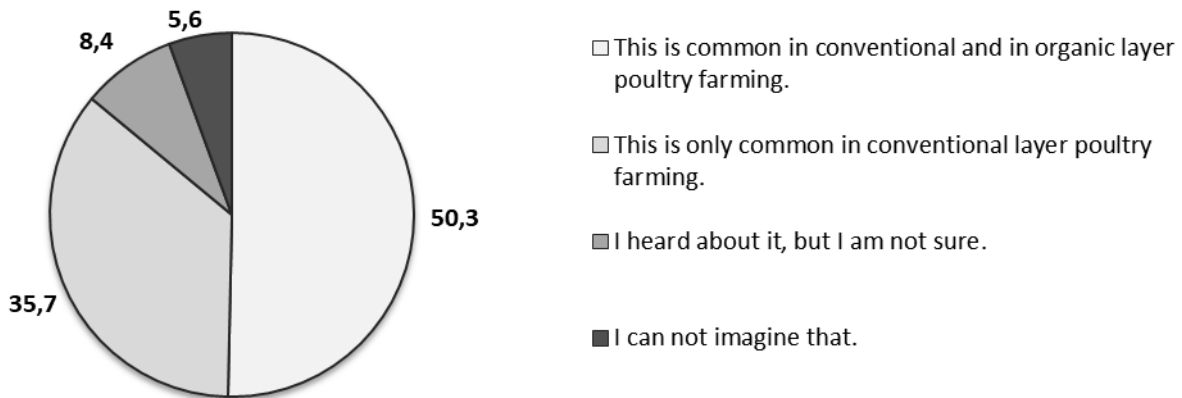 5,6
8,4
50,3
35,7
This is common in conventional and in organic layer
poultry farming.
This is only common in conventional layer poultry
farming.
I heard about it, but I am not sure.
I can not imagine that.